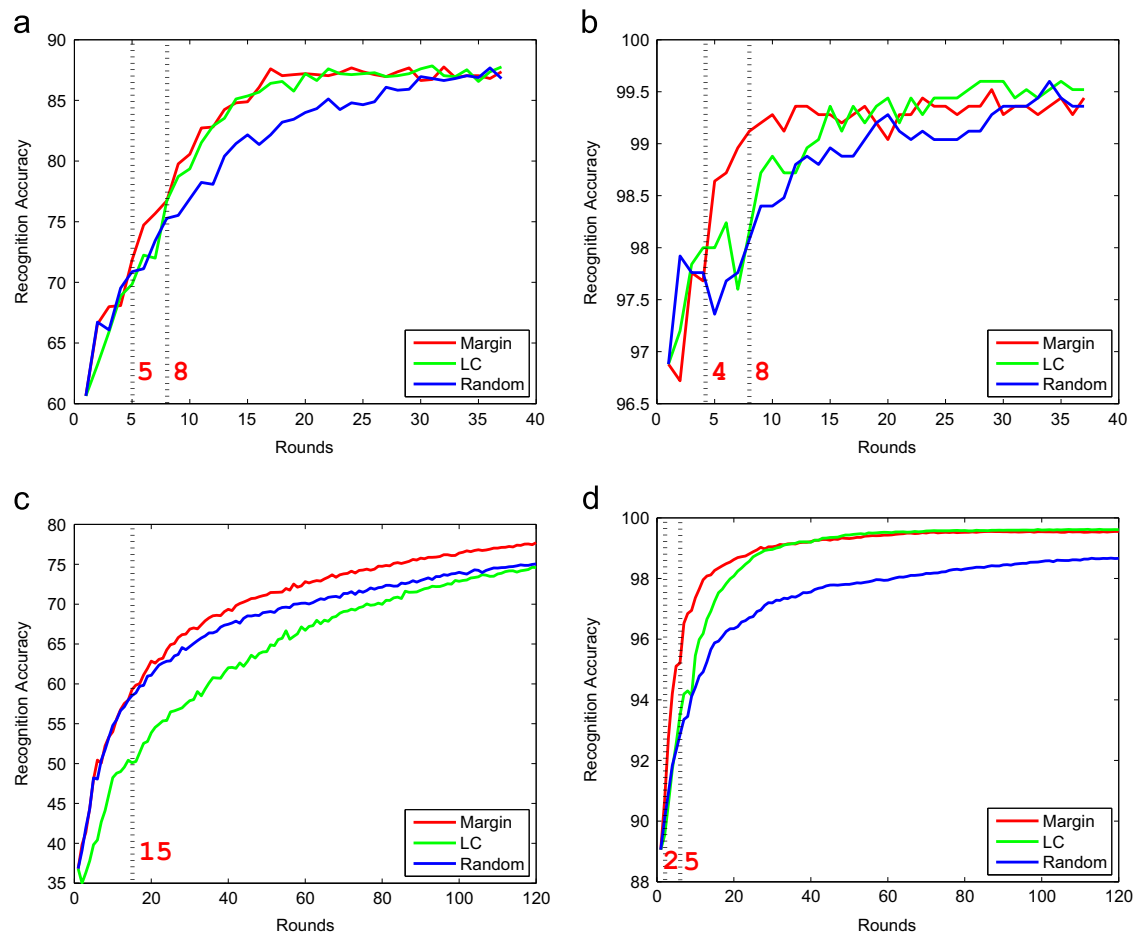 a
90
85
80
75
70
65
60
Recognition Accuracy
5 8
Margin
LC
Random
0 5 10 15 20 25 30 35 40
Rounds
b
100
99.5
99
98.5
98
97.5
97
96.5
Recognition Accuracy
4 8
Margin
LC
Random
0 5 10 15 20 25 30 35 40
Rounds
c
80
75
70
65
60
55
50
45
40
35
Recognition Accuracy
15
Margin
LC
Random
0 20 40 60 80 100 120
Rounds
d
100
98
96
94
92
90
88
Recognition Accuracy
2 5
Margin
LC
Random
0 20 40 60 80 100 120
Rounds